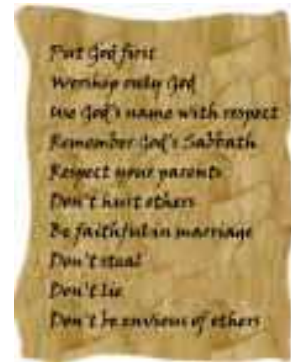 Put God first
Worship only God
Use God's name with respect
Remember God's Sabbath
Respect your parents
Don't hurt others
Be faithful in marriage
Don't steal
Don't lie
Don't be envious of others